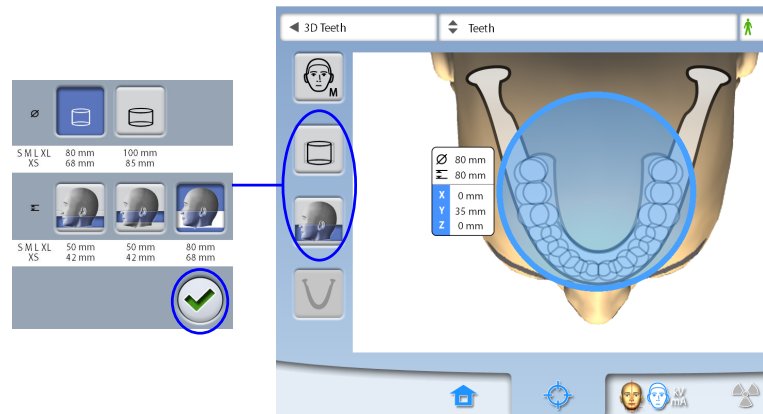 3D Teeth
Teeth
M
Ø
S M L XL 80 mm 100 mm
XS 68 mm 85 mm
S M L XL 50 mm 50 mm 80 mm
XS 42 mm 42 mm 68 mm
Ø 80 mm
80 mm
X 0 mm
Y 35 mm
Z 0 mm
kV
mA